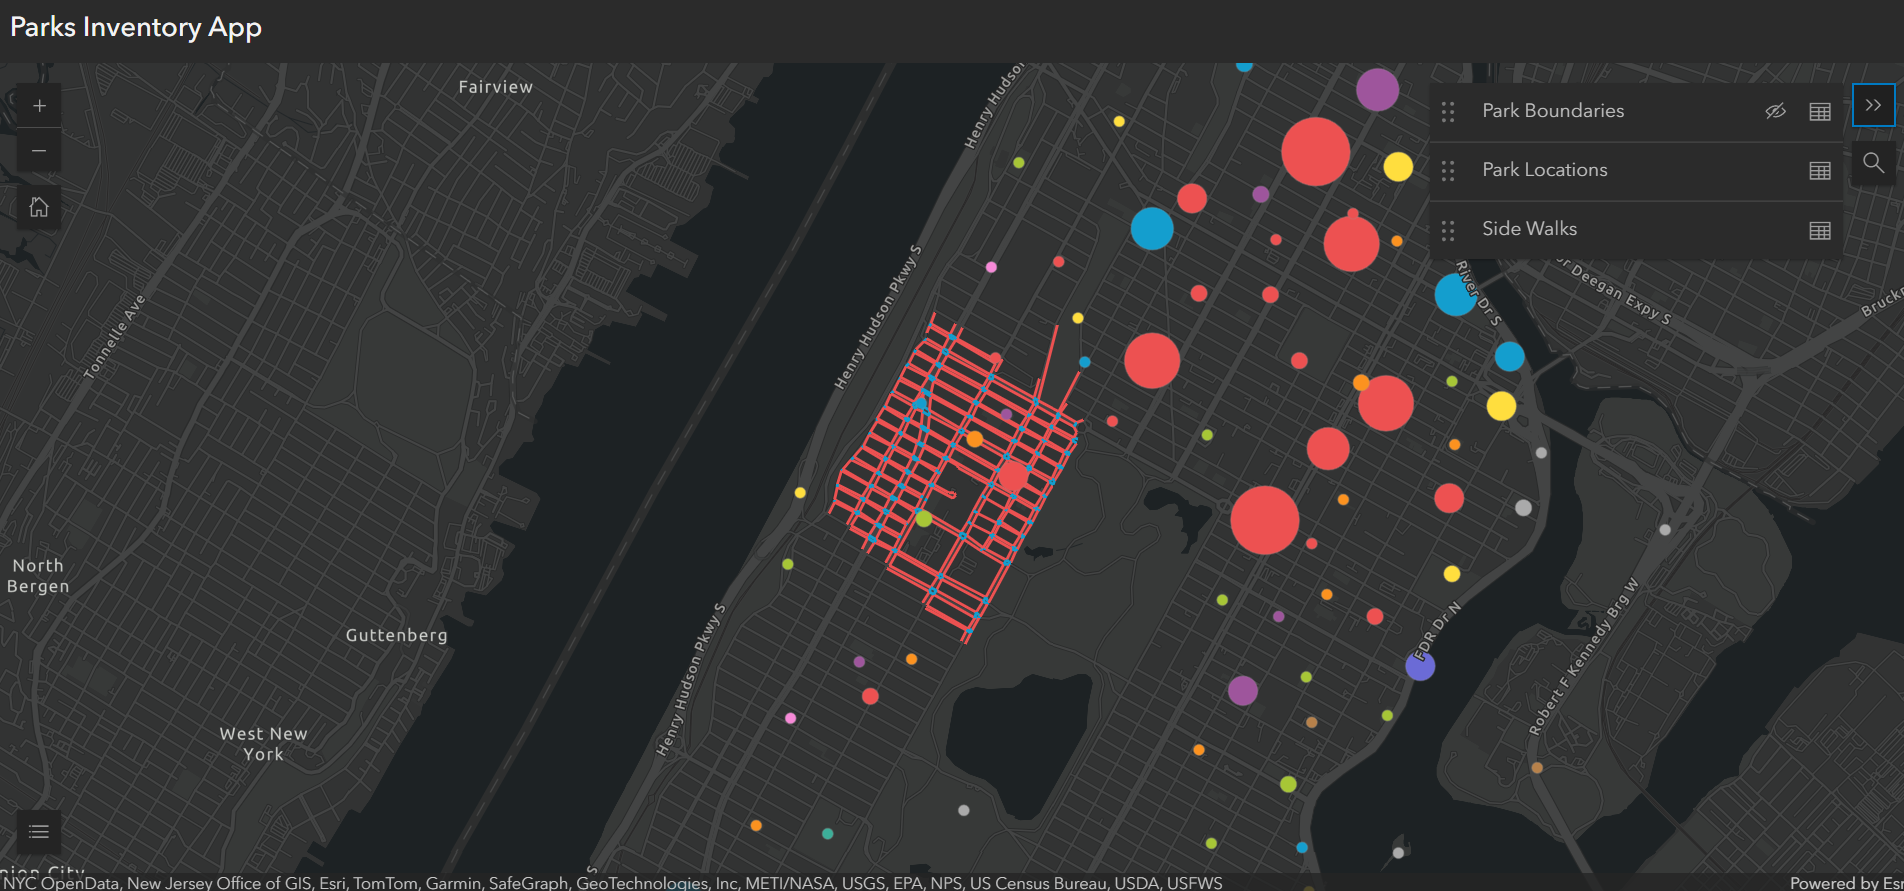 Parks Inventory App
Fairview
Henry Hudson
Park Boundaries
Park Locations
Side Walks
Henry Hudson Pkwy S
River Dr S
Deegan Expy S
Tonnelle Ave
North
Bergen
Guttenberg
Henry Hudson Pkwy S
FDR Dr N
Robert F Kennedy Brg W
West New
York
S
NYC OpenData, New Jersey Office of GIS, Esri, TomTom, Garmin, SafeGraph, GeoTechnologies, Inc, METI/NASA, USGS, EPA, NPS, US Census Bureau, USDA, USFWS
Powered by Esri